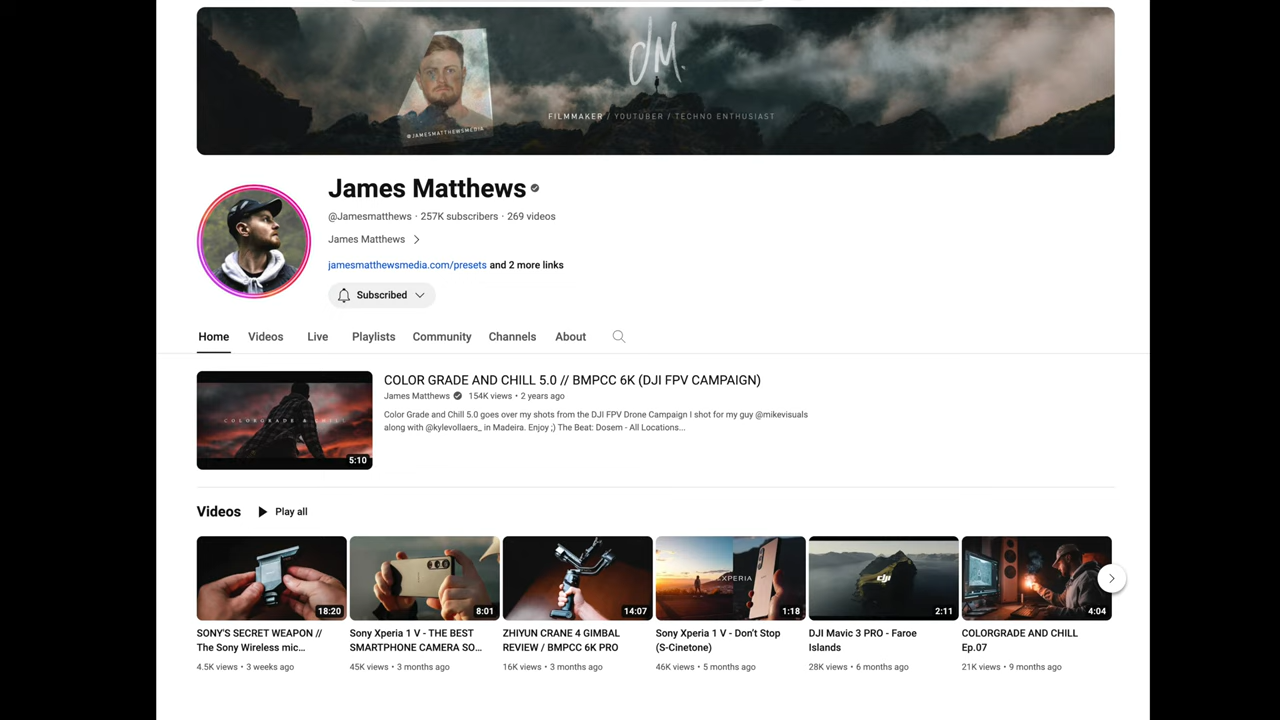 JM.
FILMMAKER / YOUTUBER / TECHNO ENTHUSIAST
@JAMESMATTHEWSMEDIA
James Matthews
@Jamesmatthews · 257K subscribers · 269 videos
James Matthews
jamesmatthewsmedia.com/presets and 2 more links
Subscribed
Home Videos Live Playlists Community Channels About
COLORGRADE & CHILL
5:10
COLOR GRADE AND CHILL 5.0 // BMPCC 6K (DJI FPV CAMPAIGN)
James Matthews 154K views • 2 years ago
Color Grade and Chill 5.0 goes over my shots from the DJI FPV Drone Campaign I shot for my guy @mikevisuals
along with @kylevollaers_ in Madeira. Enjoy ;) The Beat: Dosem - All Locations...
Videos Play all
18:20
SONY'S SECRET WEAPON //
The Sony Wireless mic...
4.5K views • 3 weeks ago
8:01
Sony Xperia 1 V - THE BEST
SMARTPHONE CAMERA SO...
45K views • 3 months ago
14:07
ZHIYUN CRANE 4 GIMBAL
REVIEW / BMPCC 6K PRO
16K views • 3 months ago
XPERIA
1:18
Sony Xperia 1 V - Don't Stop
(S-Cinetone)
46K views • 5 months ago
dji
2:11
DJI Mavic 3 PRO - Faroe
Islands
28K views • 6 months ago
4:04
COLORGRADE AND CHILL
Ep.07
21K views • 9 months ago